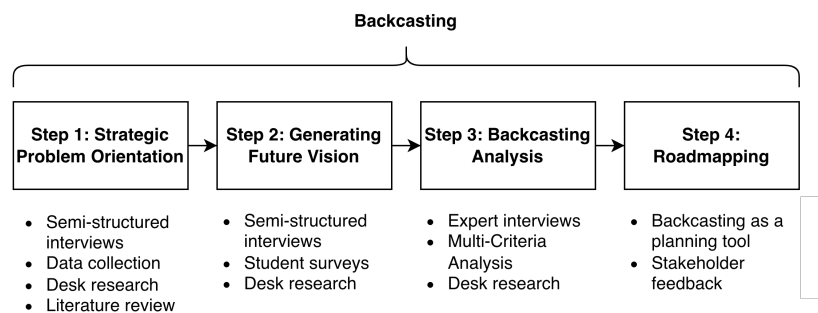 Backcasting
Step 1: Strategic
Problem Orientation
Step 2: Generating
Future Vision
Step 3: Backcasting
Analysis
Step 4:
Roadmapping
• Semi-structured
interviews
• Data collection
• Desk research
• Literature review
• Semi-structured
interviews
• Student surveys
• Desk research
• Expert interviews
• Multi-Criteria
Analysis
• Desk research
• Backcasting as a
planning tool
• Stakeholder
feedback